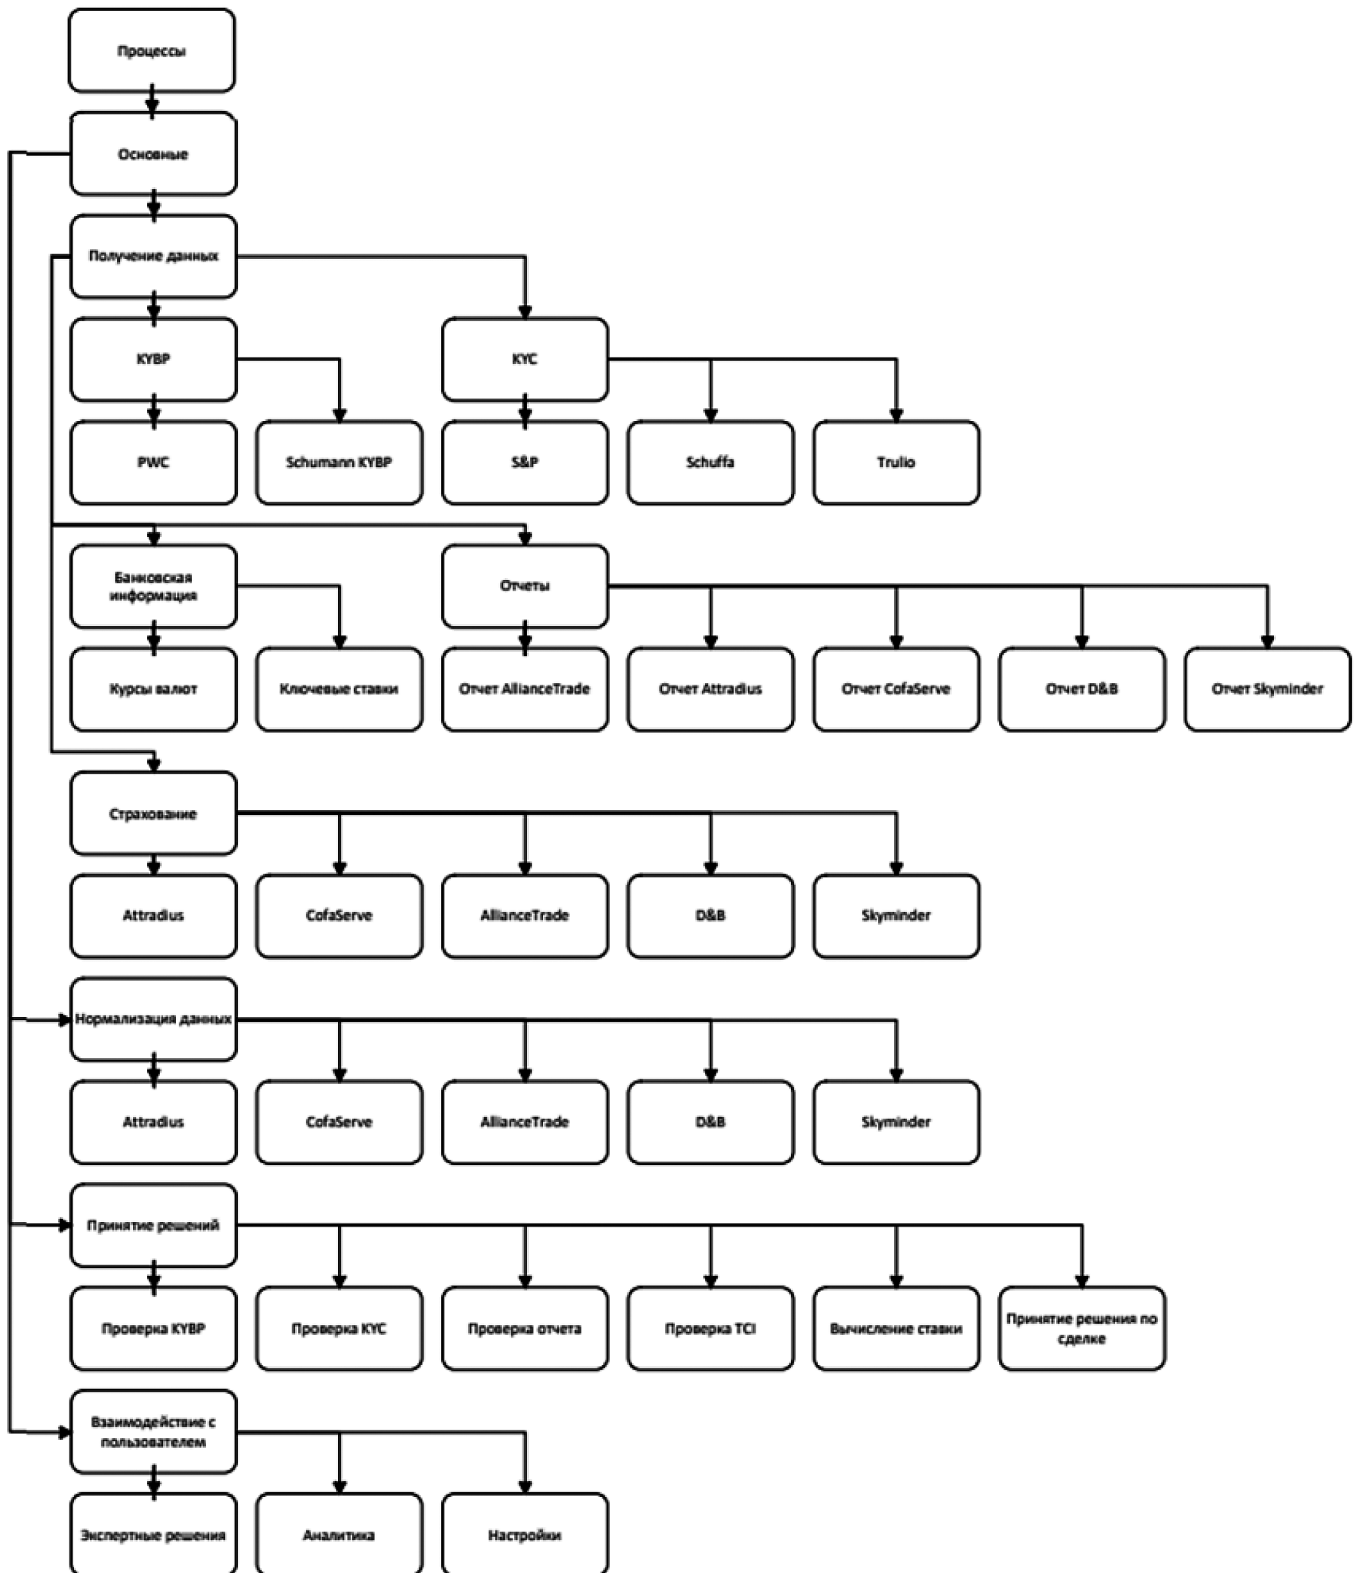 Процессы
Основные
Получение данных
KYBP
KYC
PWC
Schumann KYBP
S&P
Schuffa
Trulio
Банковская
информация
Отчеты
Курсы валют
Ключевые ставки
Отчет AllianceTrade
Отчет Attradius
Отчет CofaServe
Отчет D&B
Отчет Skyminder
Страхование
Attradius
CofaServe
AllianceTrade
D&B
Skyminder
Нормализация данных
Attradius
CofaServe
AllianceTrade
D&B
Skyminder
Принятие решений
Проверка KYBP
Проверка KYC
Проверка отчета
Проверка TCI
Вычисление ставки
Принятие решения по
сделке
Взаимодействие с
пользователем
Экспертные решения
Аналитика
Настройки